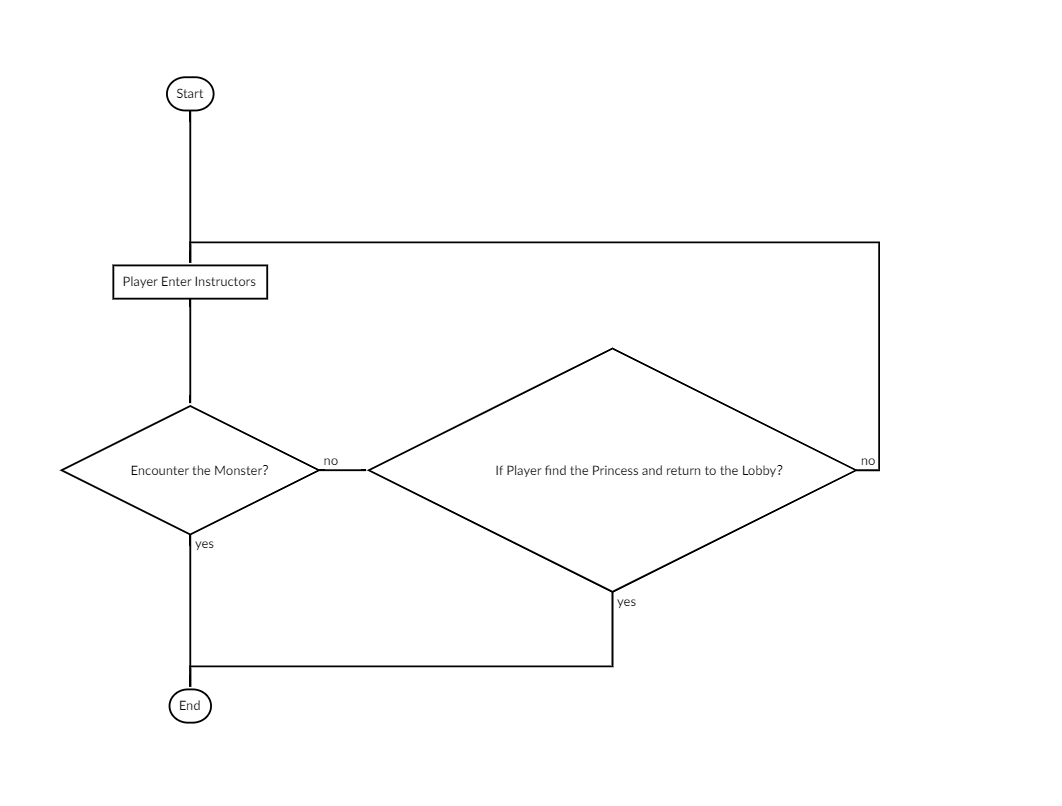 Start
Player Enter Instructors
Encounter the Monster?
no
If Player find the Princess and return to the Lobby?
no
yes
yes
End